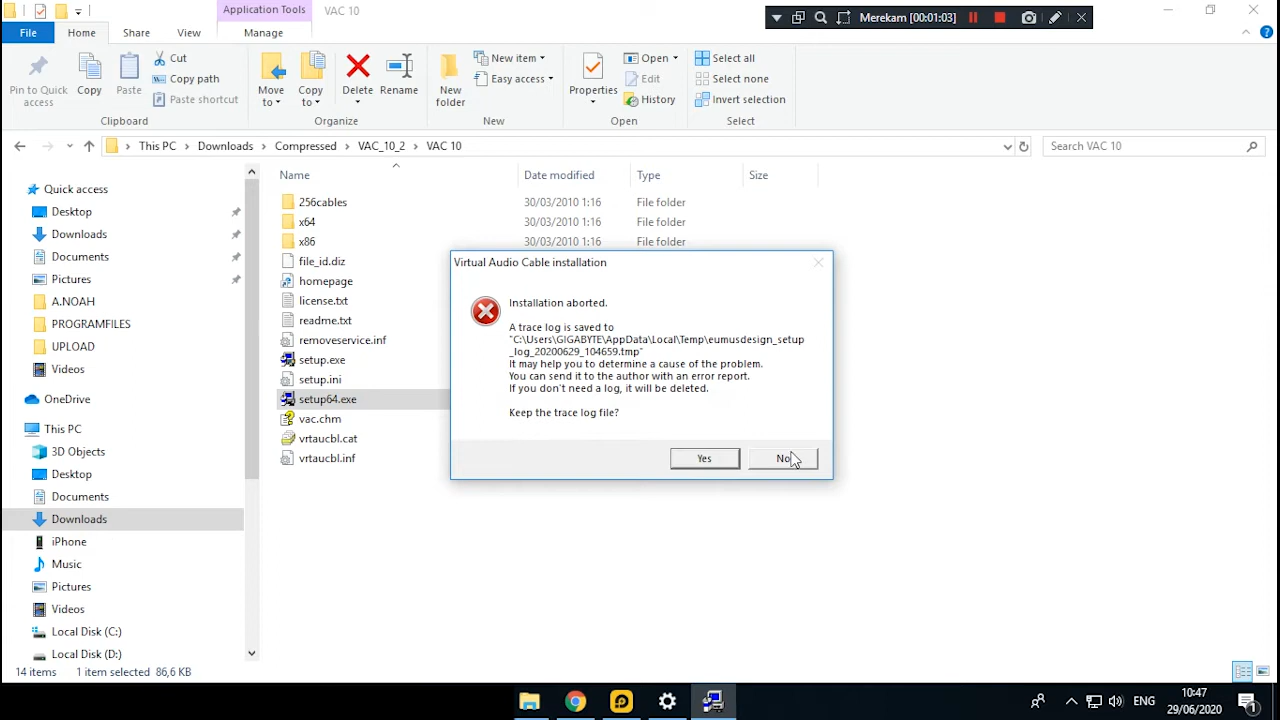 Application Tools
VAC 10
Merekam [00:01:03]
File
Home
Share
View
Manage
Pin to Quick
access
Copy
Paste
Cut
Copy path
Paste shortcut
Move
to
Copy
to
Delete
Rename
New
folder
New item
Easy access
Properties
Open
Edit
History
Select all
Select none
Invert selection
Clipboard
Organize
New
Open
Select
This PC
Downloads
Compressed
VAC_10_2
VAC 10
Search VAC 10
Name
Date modified
Type
Size
Quick access
Desktop
Downloads
Documents
Pictures
A.NOAH
PROGRAMFILES
UPLOAD
Videos
OneDrive
This PC
3D Objects
Desktop
Documents
Downloads
iPhone
Music
Pictures
Videos
Local Disk (C:)
Local Disk (D:)
256cables 30/03/2010 1:16 File folder
x64 30/03/2010 1:16 File folder
x86 30/03/2010 1:16 File folder
file_id.diz
homepage
license.txt
readme.txt
removeservice.inf
setup.exe
setup.ini
setup64.exe
vac.chm
vrtaucbl.cat
vrtaucbl.inf
Virtual Audio Cable installation
Installation aborted.
A trace log is saved to
"C:\Users\GIGABYTE\AppData\Local\Temp\eumusdesign_setup
_log_20200629_104659.tmp"
It may help you to determine a cause of the problem.
You can send it to the author with an error report.
If you don't need a log, it will be deleted.
Keep the trace log file?
Yes
No
14 items
1 item selected 86,6 KB
ENG
10:47
29/06/2020
1